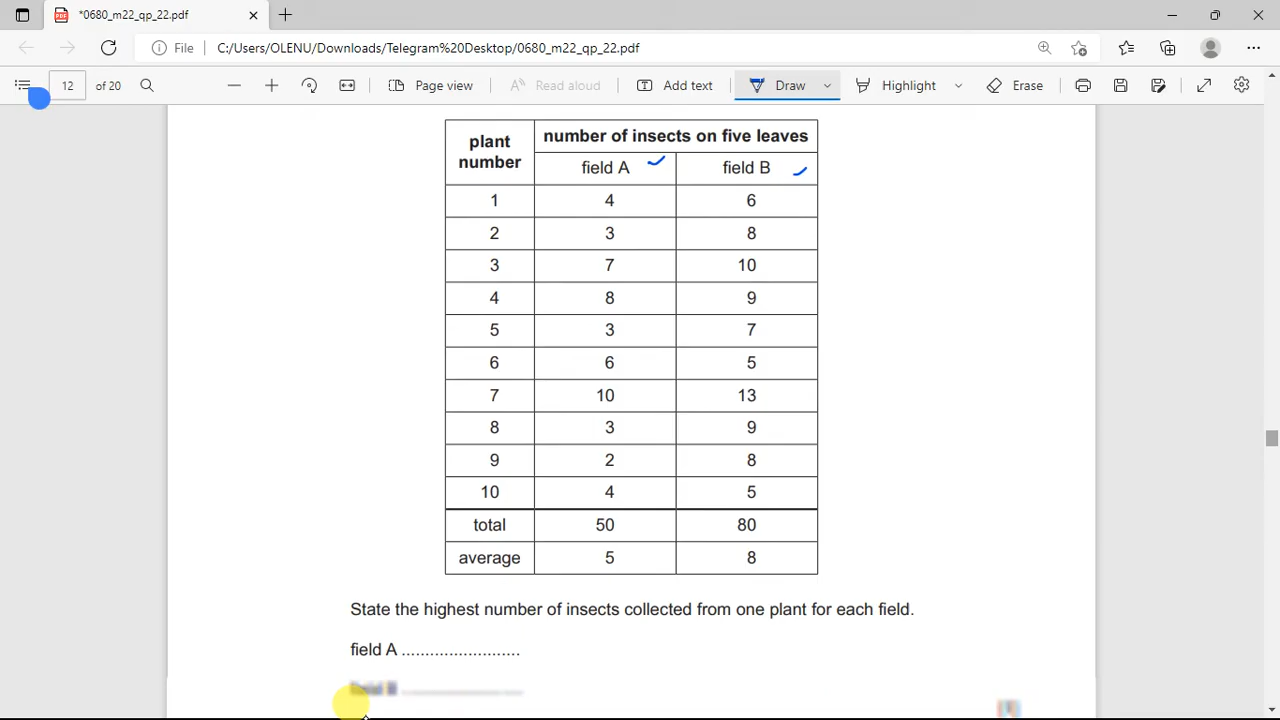 *0680_m22_qp_22.pdf
File C:/Users/OLENU/Downloads/Telegram%20Desktop/0680_m22_qp_22.pdf
12 of 20 Page view Read aloud Add text Draw Highlight Erase
plant number number of insects on five leaves
field A field B
1 4 6
2 3 8
3 7 10
4 8 9
5 3 7
6 6 5
7 10 13
8 3 9
9 2 8
10 4 5
total 50 80
average 5 8
State the highest number of insects collected from one plant for each field.
field A .........................